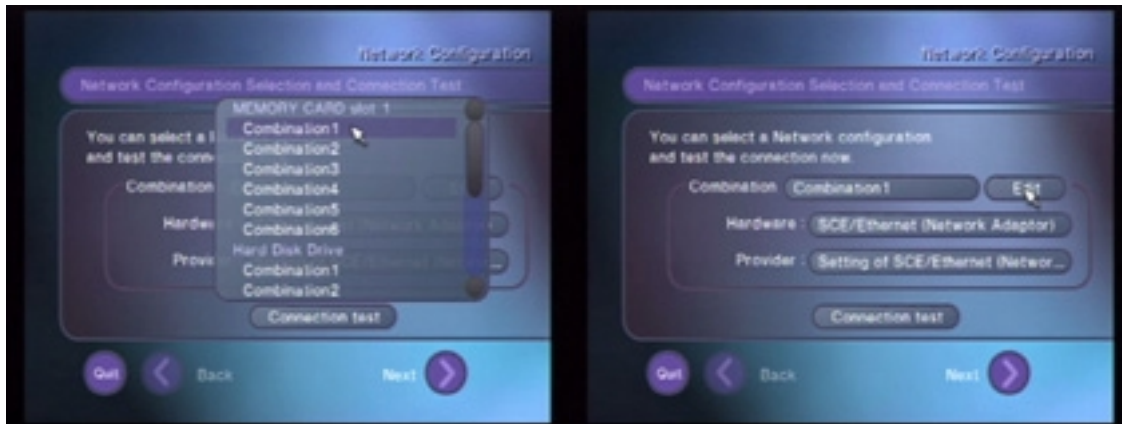 Network Configuration
Network Configuration Selection and Connection Test
You can select a
and test the conn
Combination
Hardwa
Provi
MEMORY CARD slot 1
Combination1
Combination2
Combination3
Combination4
Combination5
Combination6
Hard Disk Drive
Combination1
Combination2
Connection test
Quit
Back
Next
Network Configuration
Network Configuration Selection and Connection Test
You can select a Network configuration
and test the connection now.
Combination Combination1 Edit
Hardware : SCE/Ethernet (Network Adaptor)
Provider : Setting of SCE/Ethernet (Networ...
Connection test
Quit
Back
Next